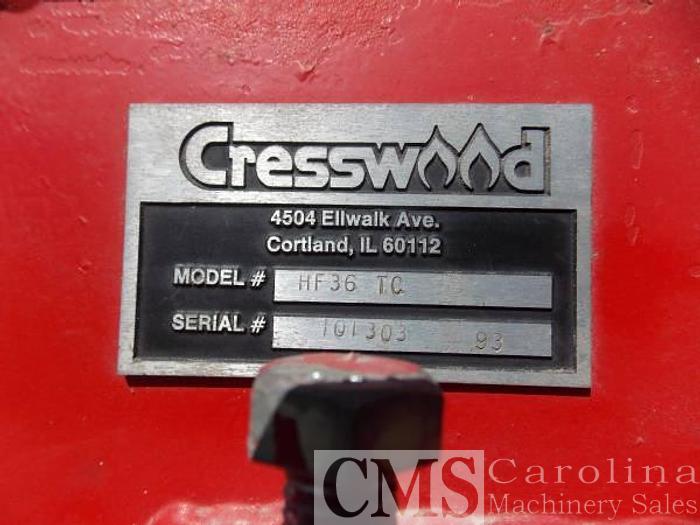 Cresswood
4504 Ellwalk Ave.
Cortland, IL 60112
MODEL # HF36 TC
SERIAL # 101303 93
CMS Carolina
Machinery Sales